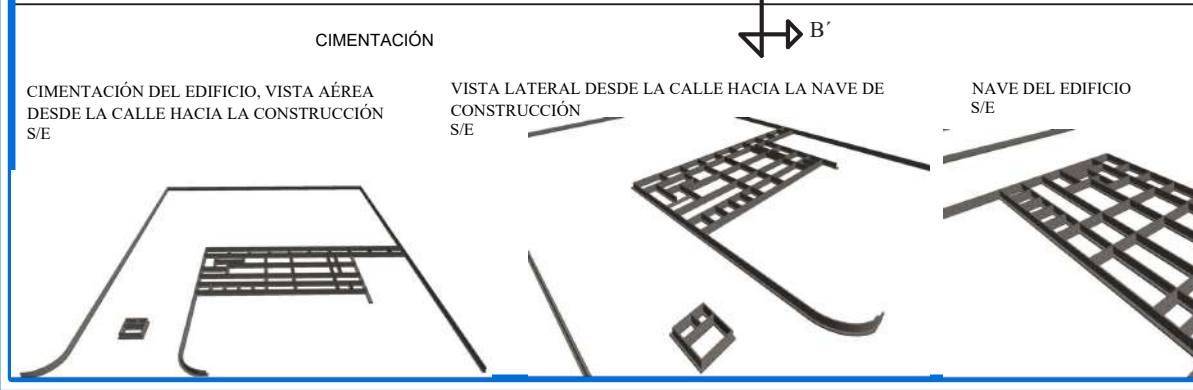 B´
CIMENTACIÓN
CIMENTACIÓN DEL EDIFICIO, VISTA AÉREA
DESDE LA CALLE HACIA LA CONSTRUCCIÓN
S/E
VISTA LATERAL DESDE LA CALLE HACIA LA NAVE DE
CONSTRUCCIÓN
S/E
NAVE DEL EDIFICIO
S/E